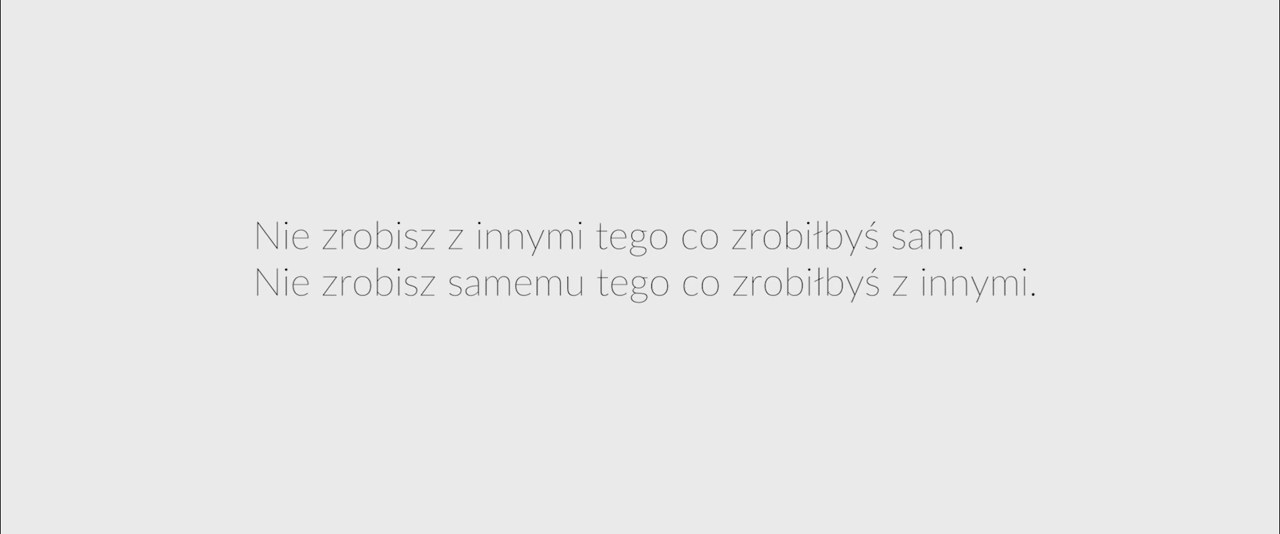 Nie zrobisz z innymi tego co zrobiłbyś sam.
Nie zrobisz samemu tego co zrobiłbyś z innymi.